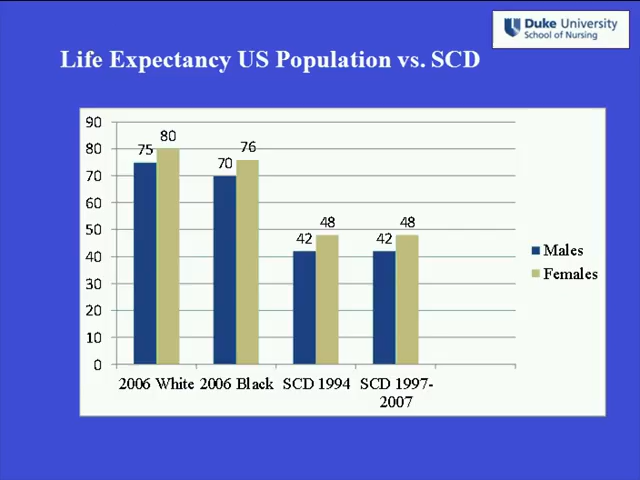 Duke University
School of Nursing
Life Expectancy US Population vs. SCD
90
80
70
60
50
40
30
20
10
0
75 80
70 76
42 48
42 48
Males
Females
2006 White 2006 Black SCD 1994 SCD 1997-
2007